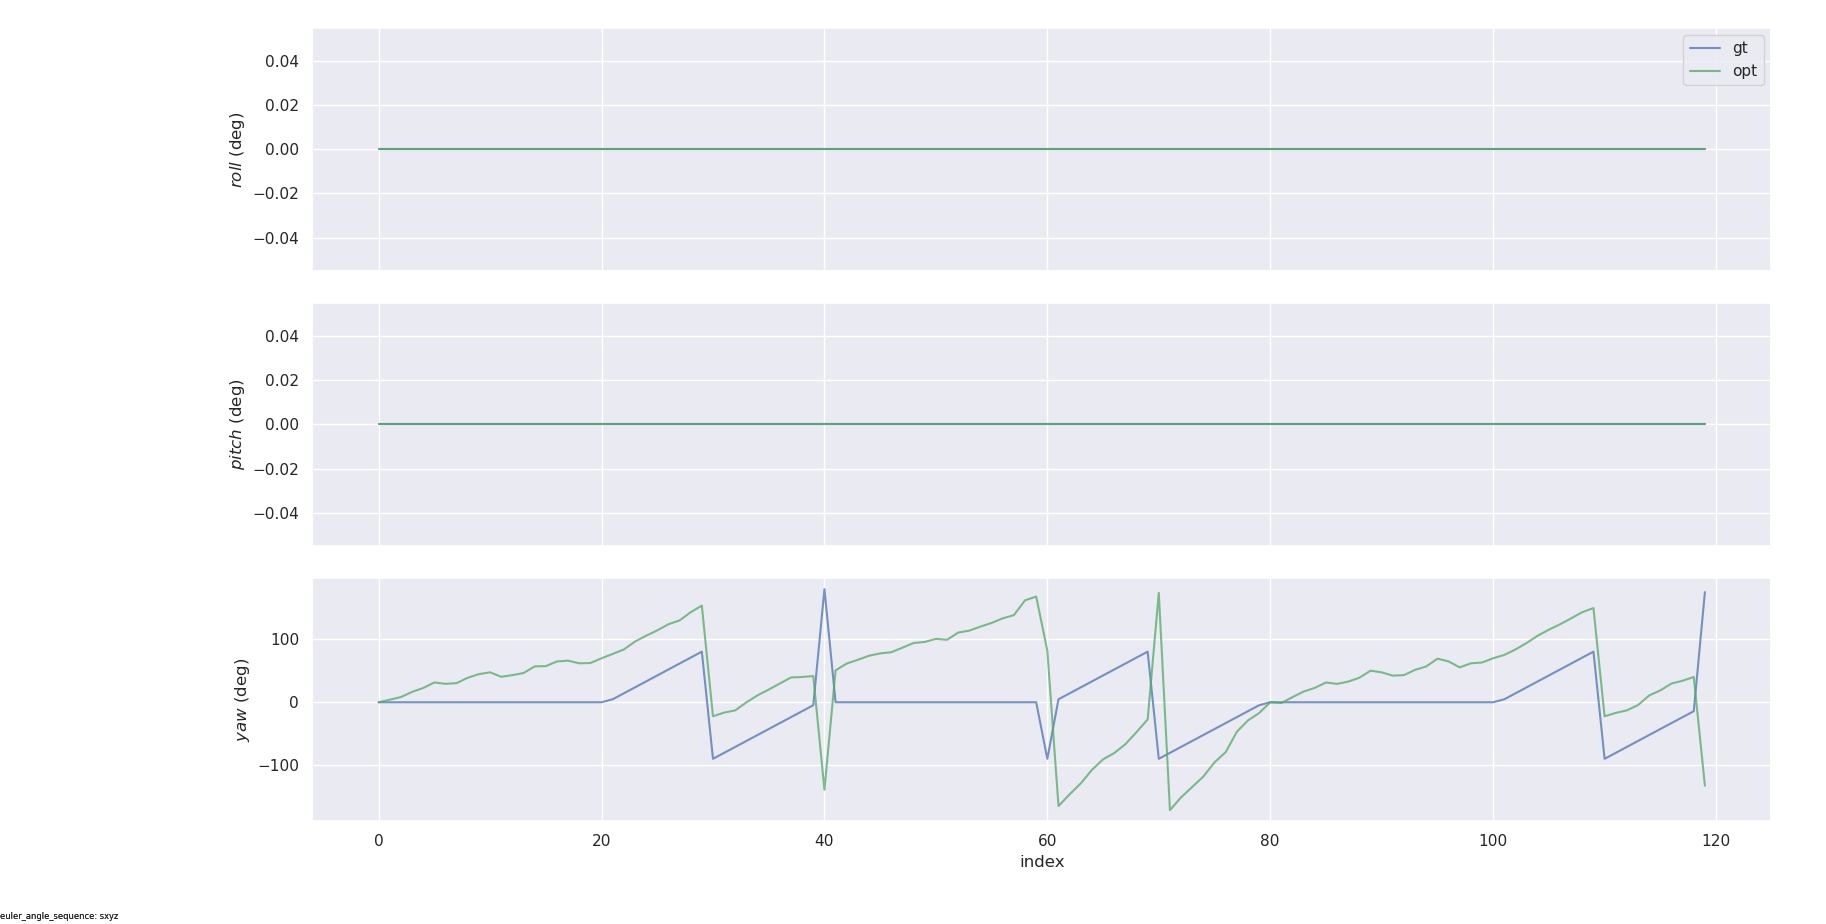 gt
opt
0.04
0.02
0.00
−0.02
−0.04
roll (deg)
0.04
0.02
0.00
−0.02
−0.04
pitch (deg)
100
0
−100
yaw (deg)
0 20 40 60 80 100 120
index
euler_angle_sequence: sxyz